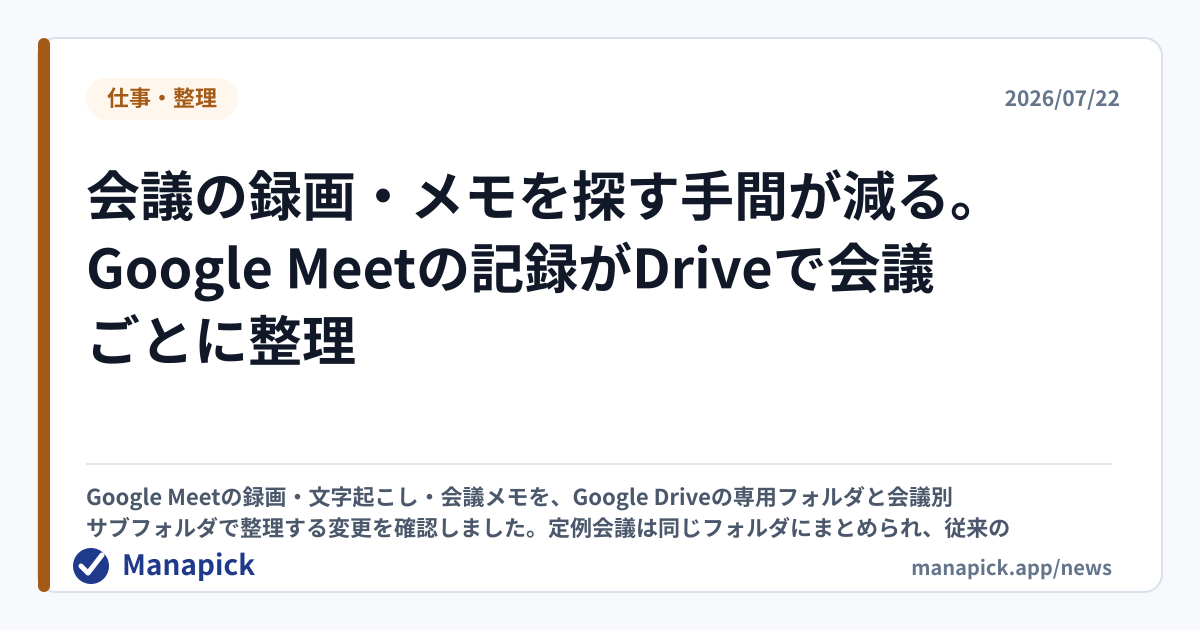 仕事・整理
2026/07/22
会議の録画・メモを探す手間が減る。
Google Meetの記録がDriveで会議
ごとに整理
Google Meetの録画・文字起こし・会議メモを、Google Driveの専用フォルダと会議別
サブフォルダで整理する変更を確認しました。定例会議は同じフォルダにまとめられ、従来の
Manapick
manapick.app/news